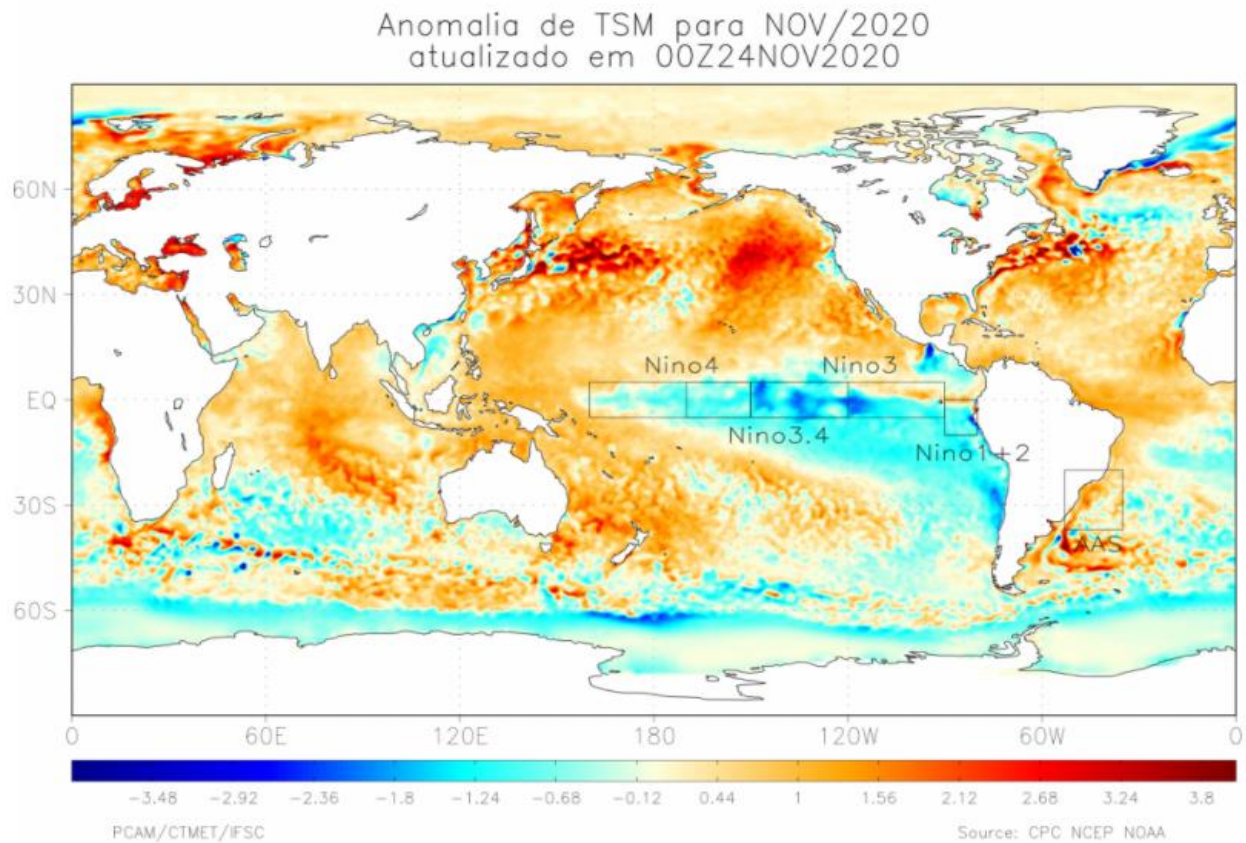 Anomalia de TSM para NOV/2020
atualizado em 00Z24NOV2020
60N
30N
EQ
30S
60S
Nino4
Nino3
Nino3.4
Nino1+2
AAS
0
60E
120E
180
120W
60W
0
-3.48
-2.92
-2.36
-1.8
-1.24
-0.68
-0.12
0.44
1
1.56
2.12
2.68
3.24
3.8
PCAM/CTMET/IFSC
Source: CPC NCEP NOAA